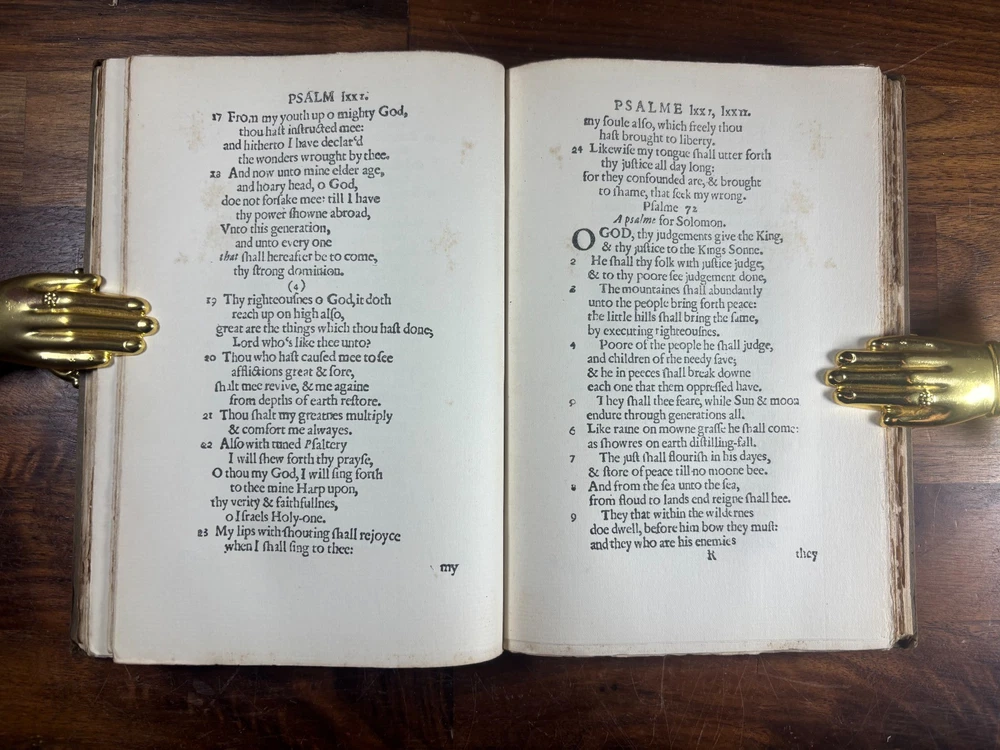 PSALM lxxı.
17 From my youth up o mighty God,
thou haſt inſtructed mee:
and hitherto I have declar'd
the wonders wrought by thee.
18 And now unto mine elder age,
and hoary head, o God,
doe not forſake mee: till I have
thy power ſhowne abroad,
Vnto this generation,
and unto every one
that ſhall hereafter be to come,
thy ſtrong dominion.
(4)
19 Thy righteouſnes o God, it doth
reach up on high alſo,
great are the things which thou haſt done;
Lord who's like thee unto?
20 Thou who haſt cauſed mee to ſee
afflictions great & ſore,
ſhalt mee revive, & me againe
from depths of earth reſtore.
21 Thou ſhalt my greatnes multiply
& comfort me alwayes.
22 Alſo with tuned Pſaltery
I will ſhew forth thy prayſe,
O thou my God, I will ſing forth
to thee mine Harp upon,
thy verity & faithfullnes,
o Iſraels Holy-one.
23 My lips with ſhouting ſhall rejoyce
when I ſhall ſing to thee:
my
PSALME lxxı, lxxıı.
my ſoule alſo, which freely thou
haſt brought to liberty.
24 Likewiſe my tongue ſhall utter forth
thy juſtice all day long:
for they confounded are, & brought
to ſhame, that ſeek my wrong.
Pſalme 72
A pſalme for Solomon.
O GOD, thy judgements give the King,
& thy juſtice to the Kings Sonne.
2 He ſhall thy folk with juſtice judge,
& to thy poore ſee judgement done,
3 The mountaines ſhall abundantly
unto the people bring forth peace:
the little hills ſhall bring the ſame,
by executing righteouſnes.
4 Poore of the people he ſhall judge,
and children of the needy ſave;
& he in peeces ſhall break downe
each one that them oppreſſed have.
5 They ſhall thee feare, while Sun & moon
endure through generations all.
6 Like raine on mowne graſſe he ſhall come:
as ſhowres on earth diſtilling-fall.
7 The juſt ſhall flouriſh in his dayes,
& ſtore of peace till no moone bee.
8 And from the ſea unto the ſea,
from floud to lands end reigne ſhall hee.
9 They that within the wildernes
doe dwell, before him bow they muſt:
and they who are his enemies
K they